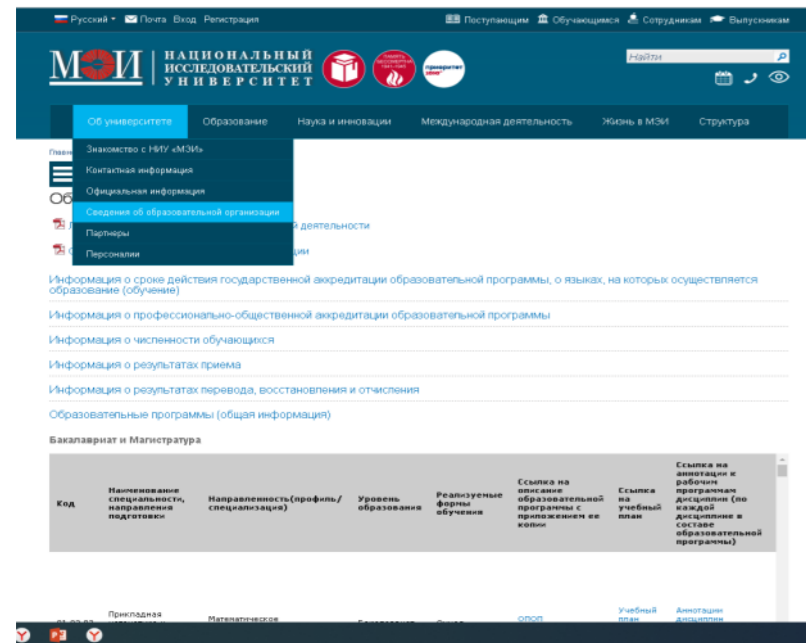 Русский Почта Вход Регистрация Поступающим Обучающимся Сотрудникам Выпускникам
МЭИ НАЦИОНАЛЬНЫЙ ИССЛЕДОВАТЕЛЬСКИЙ УНИВЕРСИТЕТ
Найти
Об университете Образование Наука и инновации Международная деятельность Жизнь в МЭИ Структура
Знакомство с НИУ «МЭИ»
Контактная информация
Официальная информация
Об
Сведения об образовательной организации
деятельности
Партнеры
Персоналии
Информация о сроке действия государственной аккредитации образовательной программы, о языках, на которых осуществляется
образование (обучение)
Информация о профессионально-общественной аккредитации образовательной программы
Информация о численности обучающихся
Информация о результатах приема
Информация о результатах перевода, восстановления и отчисления
Образовательные программы (общая информация)
Бакалавриат и Магистратура
Код
Наименование
специальности,
направления
подготовки
Направленность(профиль/
специализация)
Уровень
образования
Реализуемые
формы
обучения
Ссылка на
описание
образовательной
программы с
приложением ее
копии
Ссылка
на
учебный
план
Ссылка на
аннотации к
рабочим
программам
дисциплин (по
каждой
дисциплине в
составе
образовательной
программы)
Прикладная
Математическое
ОПОП
Учебный
план
Аннотации
дисциплин